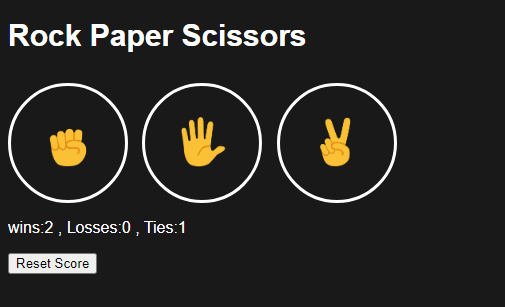 Rock Paper Scissors
wins:2 , Losses:0 , Ties:1
Reset Score